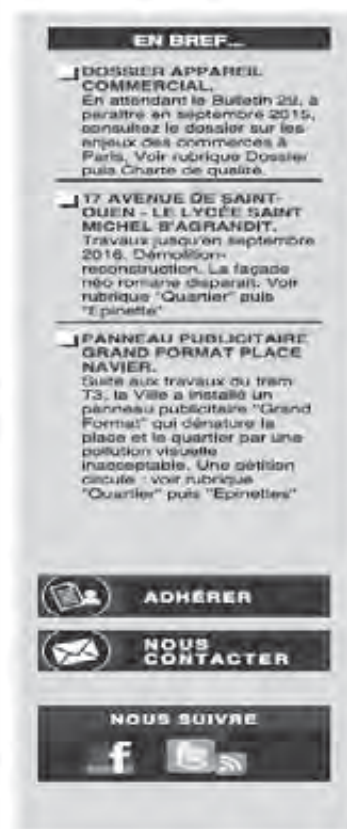 EN BREF...
DOSSIER APPAREIL
COMMERCIAL.
En attendant le Bulletin 29, à
paraître en septembre 2015,
consultez le dossier sur les
enjeux des commerces à
Paris. Voir rubrique Dossier
puis Charte de qualité.
17 AVENUE DE SAINT-
OUEN - LE LYCÉE SAINT
MICHEL S'AGRANDIT.
Travaux jusqu'en septembre
2016. Démolition-
reconstruction. La façade
néo romane disparait. Voir
rubrique "Quartier" puis
"Epinette"
PANNEAU PUBLICITAIRE
GRAND FORMAT PLACE
NAVIER.
Suite aux travaux du tram
T3, la Ville a installé un
panneau publicitaire "Grand
Format" qui dénature la
place et le quartier par une
pollution visuelle
inacceptable. Une pétition
circule : voir rubrique
"Quartier" puis "Epinettes"
ADHÉRER
NOUS
CONTACTER
NOUS SUIVRE
f
t